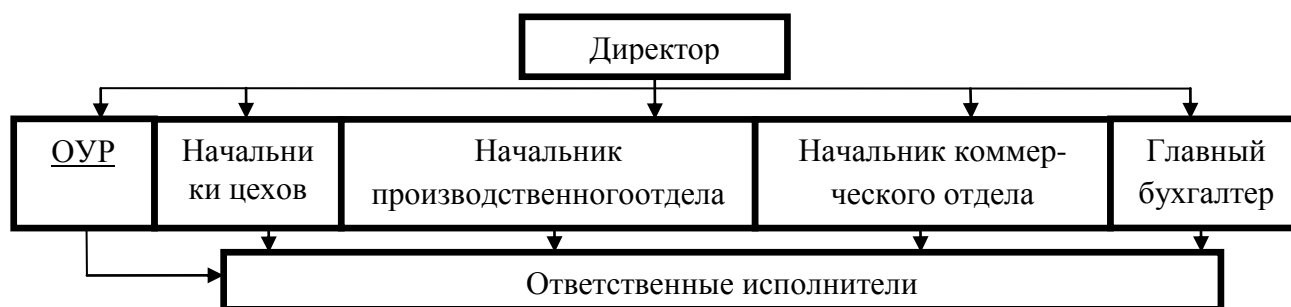 Директор
ОУР
Начальни
ки цехов
Начальник
производственногоотдела
Начальник коммер-
ческого отдела
Главный
бухгалтер
Ответственные исполнители